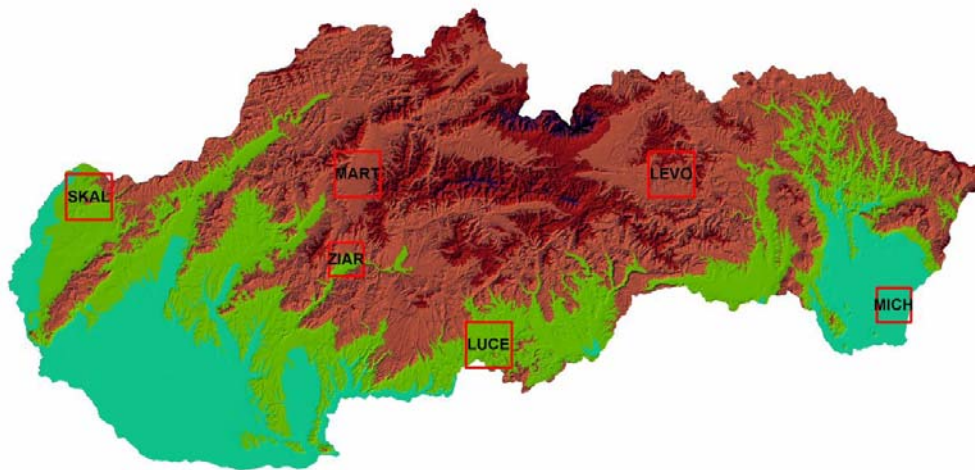 MART
LEVO
SKAL
ZIAR
MICH
LUCE